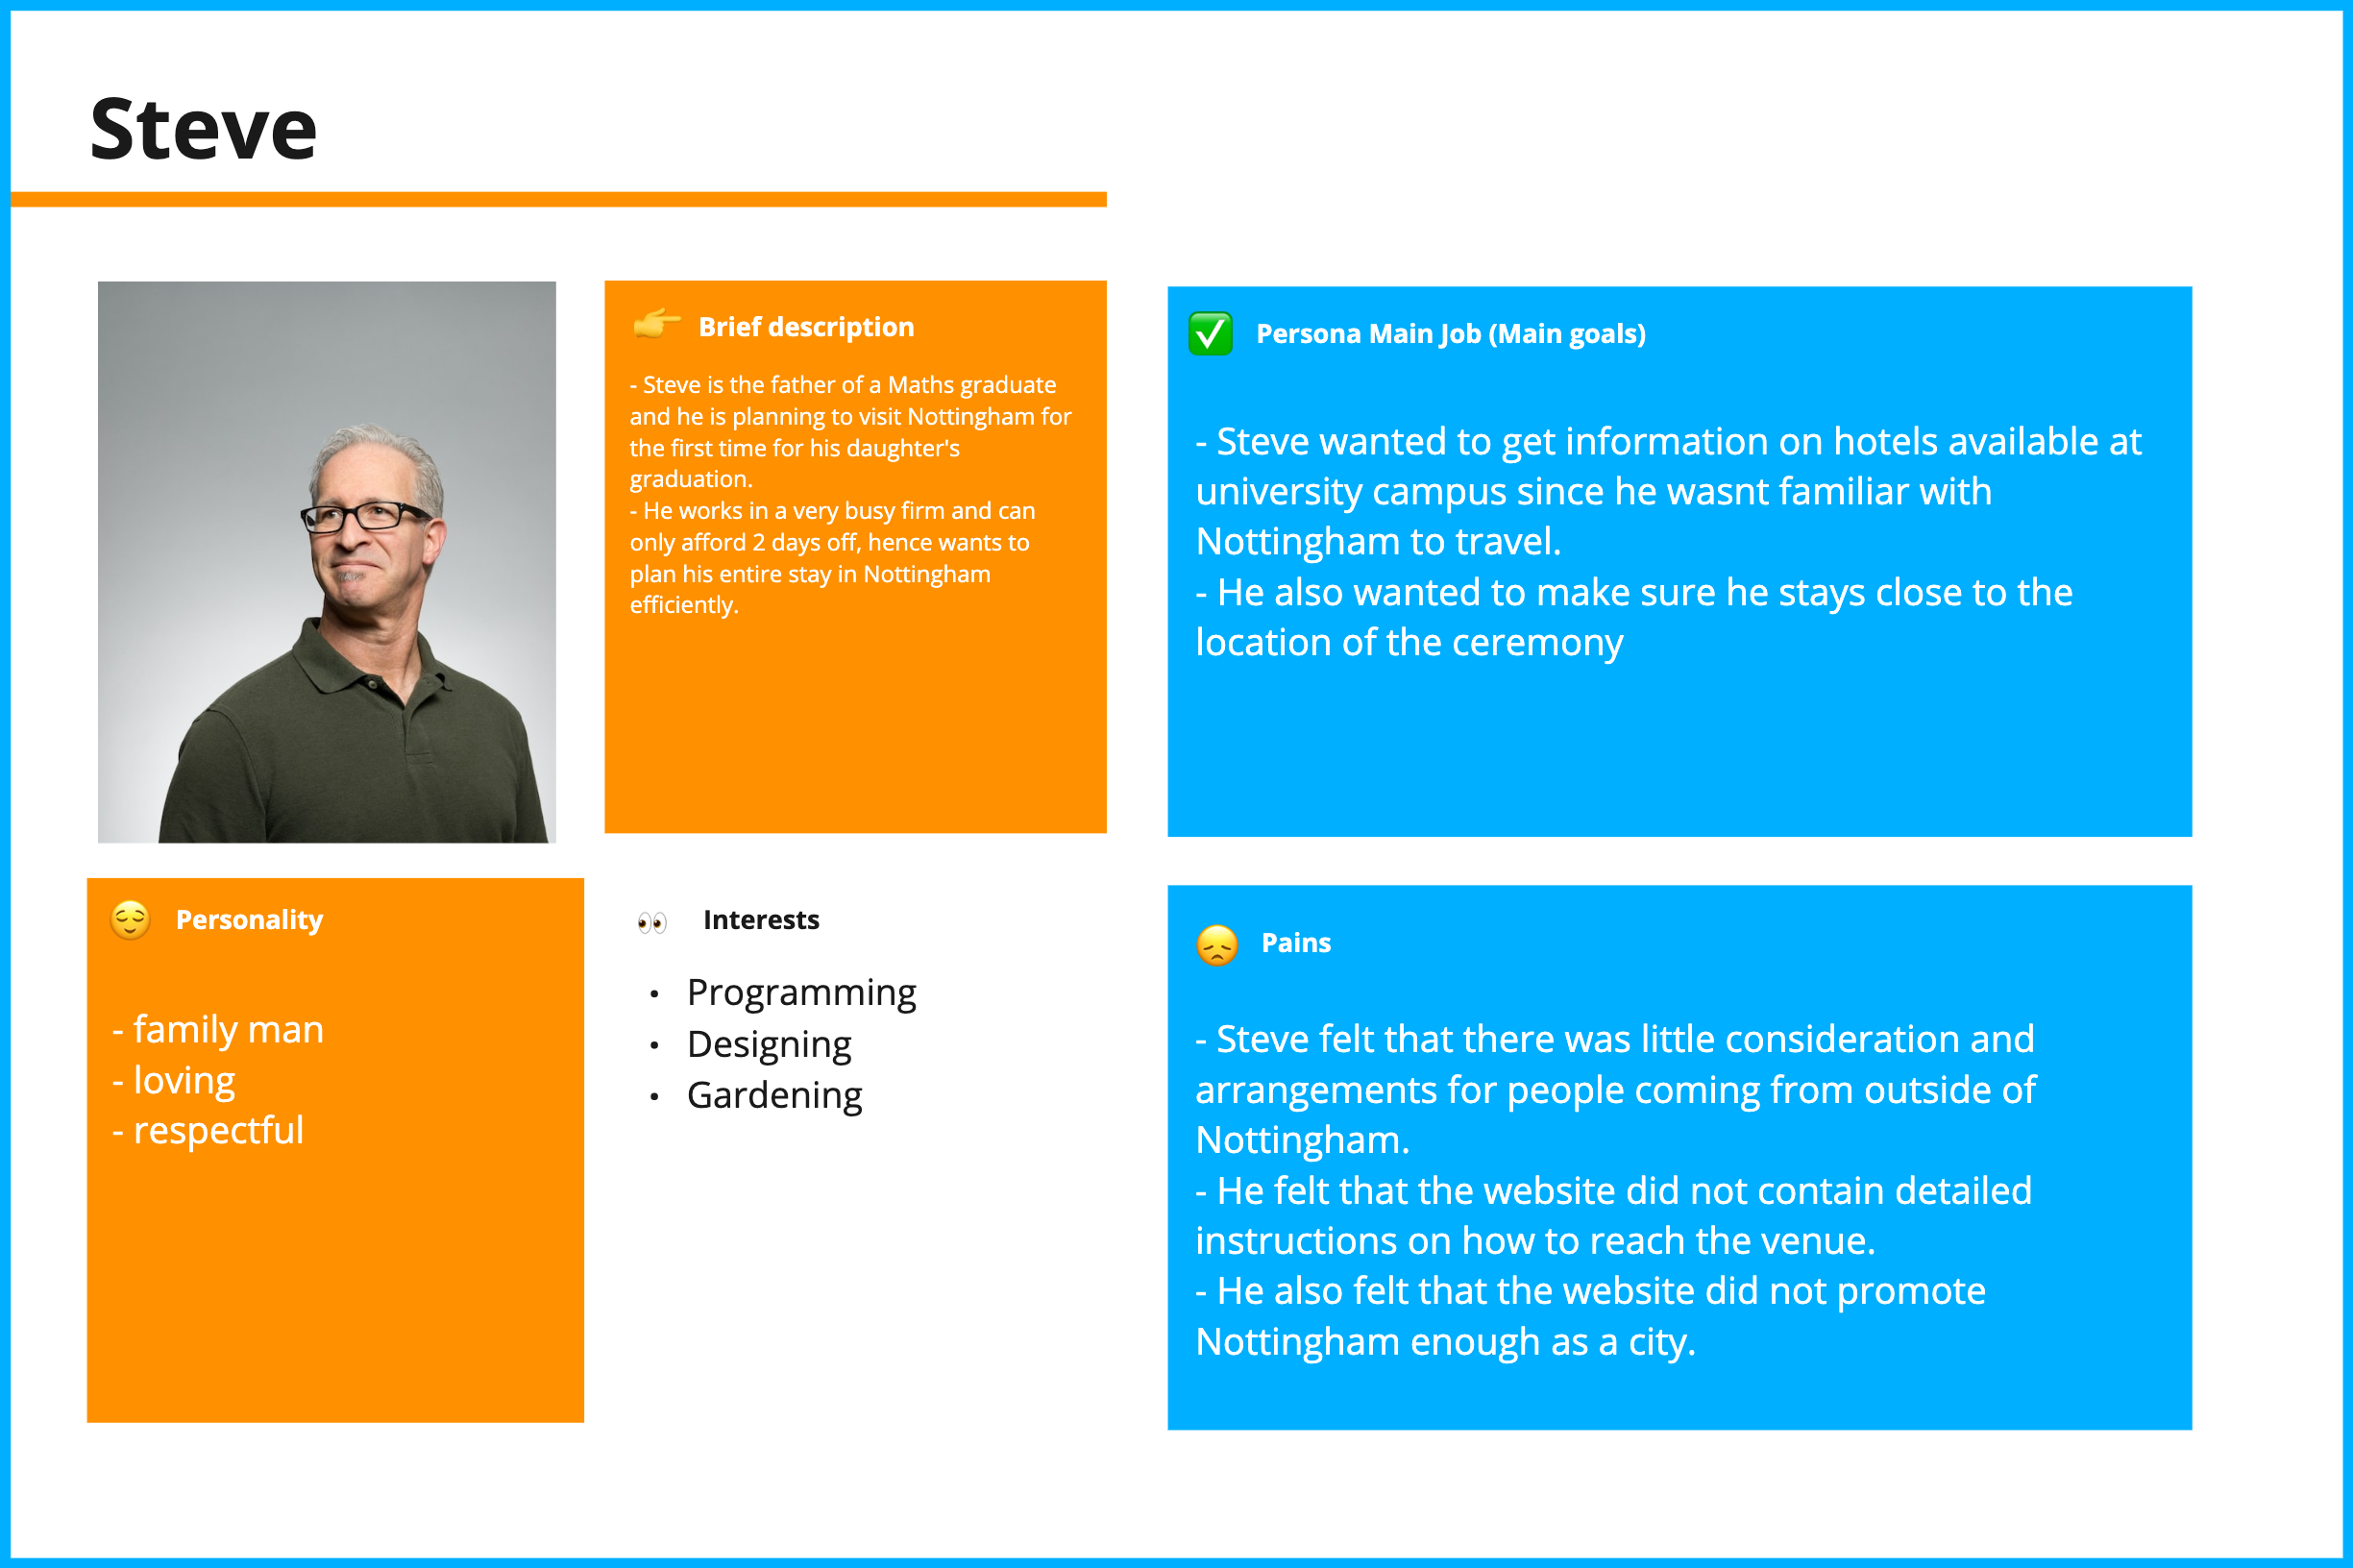 Steve
Brief description
- Steve is the father of a Maths graduate
and he is planning to visit Nottingham for
the first time for his daughter's
graduation.
- He works in a very busy firm and can
only afford 2 days off, hence wants to
plan his entire stay in Nottingham
efficiently.
Persona Main Job (Main goals)
- Steve wanted to get information on hotels available at
university campus since he wasnt familiar with
Nottingham to travel.
- He also wanted to make sure he stays close to the
location of the ceremony
Personality
- family man
- loving
- respectful
Interests
• Programming
• Designing
• Gardening
Pains
- Steve felt that there was little consideration and
arrangements for people coming from outside of
Nottingham.
- He felt that the website did not contain detailed
instructions on how to reach the venue.
- He also felt that the website did not promote
Nottingham enough as a city.